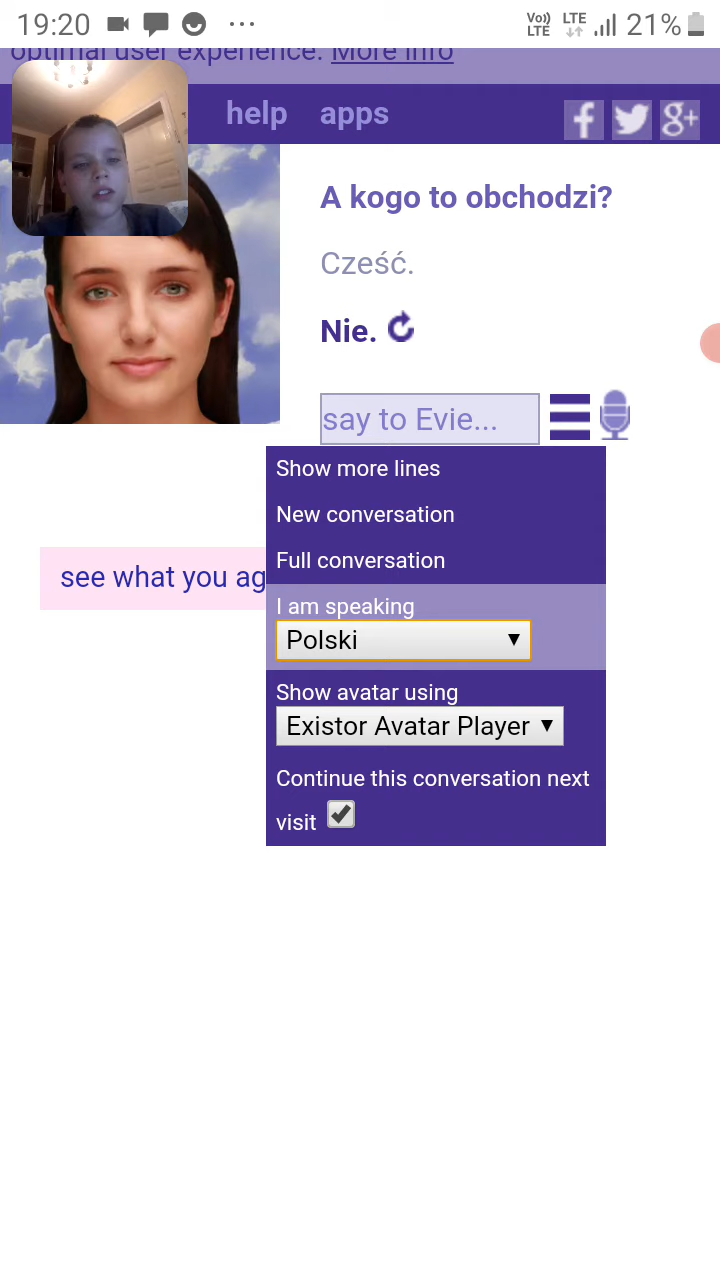 19:20 Vo)) LTE LTE 21%
optimal user experience. More info
help apps
A kogo to obchodzi?
Cześć.
Nie.
say to Evie...
Show more lines
New conversation
Full conversation
see what you ag
I am speaking
Polski
Show avatar using
Existor Avatar Player
Continue this conversation next
visit